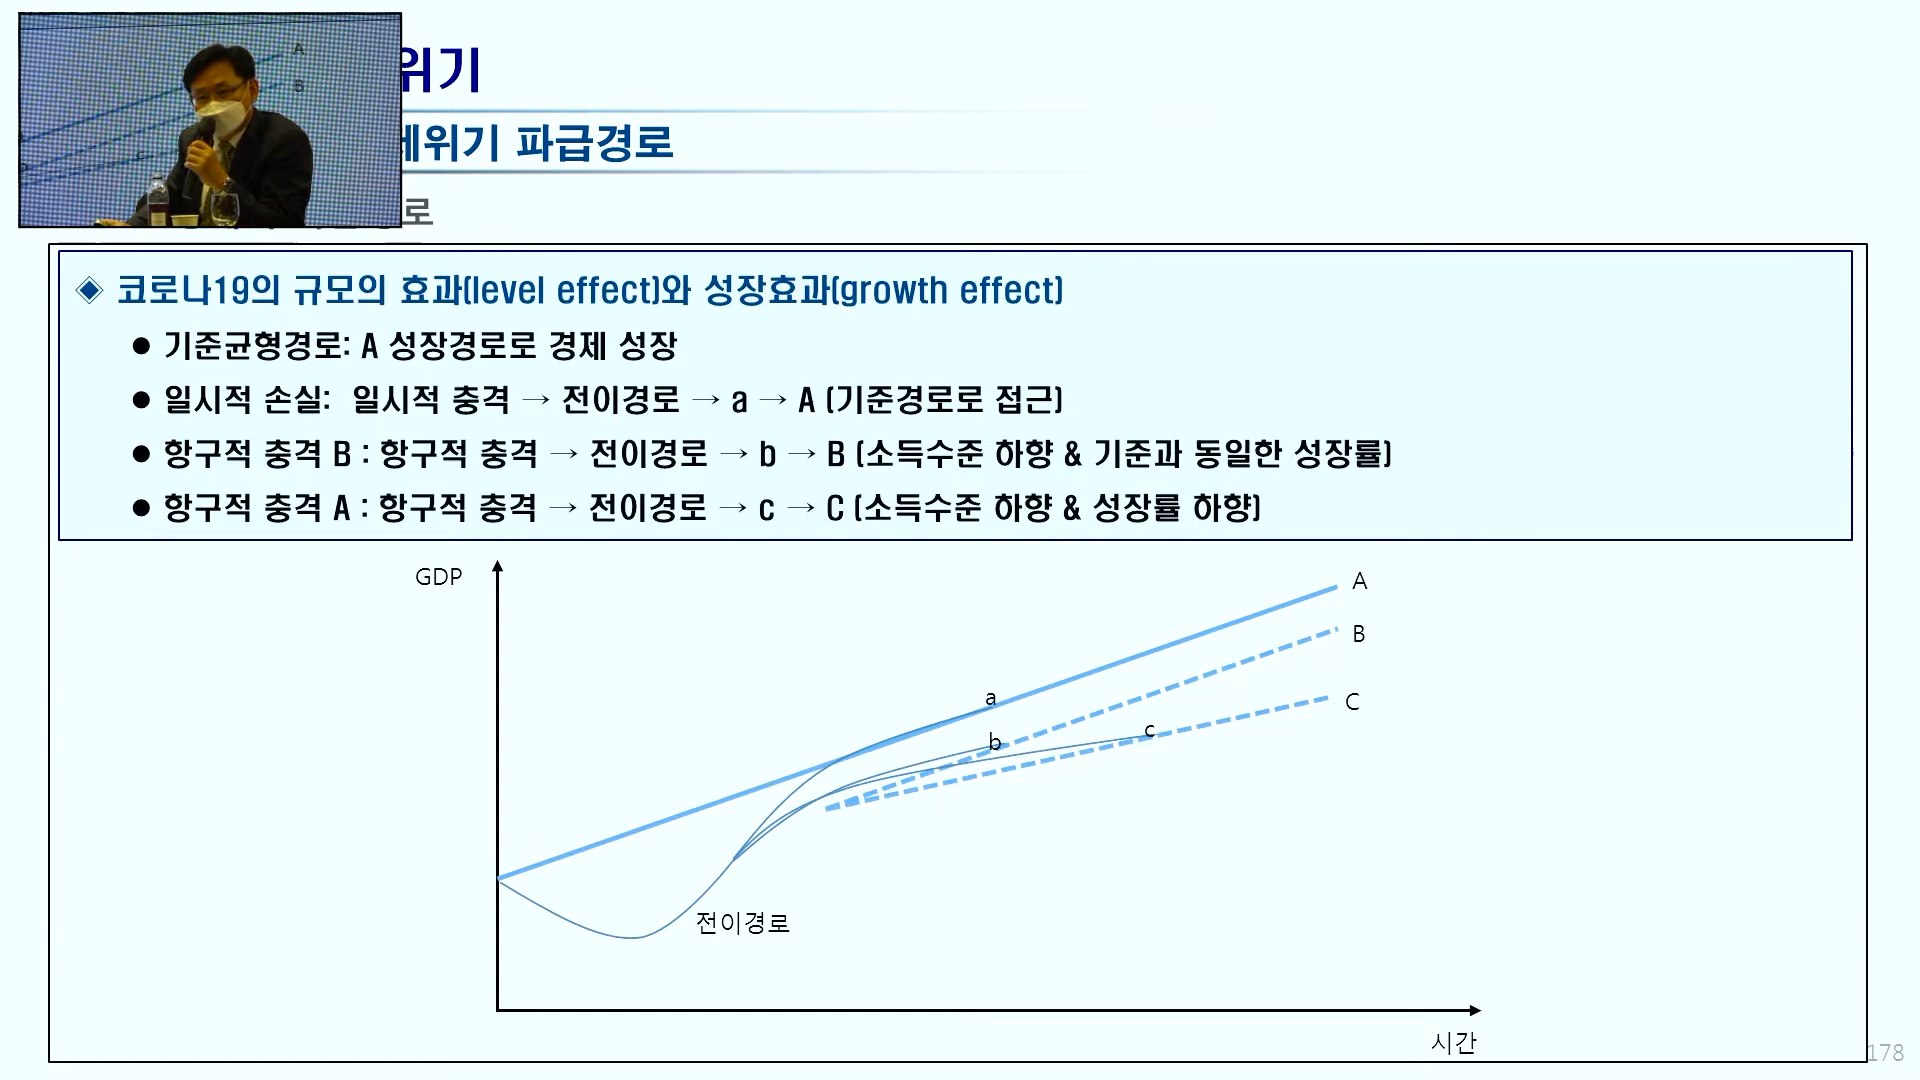 위기
제위기 파급경로
로
◈ 코로나19의 규모의 효과(level effect)와 성장효과(growth effect)
● 기준균형경로: A 성장경로로 경제 성장
● 일시적 손실: 일시적 충격 → 전이경로 → a → A (기준경로로 접근)
● 항구적 충격 B : 항구적 충격 → 전이경로 → b → B (소득수준 하향 & 기준과 동일한 성장률)
● 항구적 충격 A : 항구적 충격 → 전이경로 → c → C (소득수준 하향 & 성장률 하향)
GDP
A
B
C
a
b
c
전이경로
시간
178
A
B
c